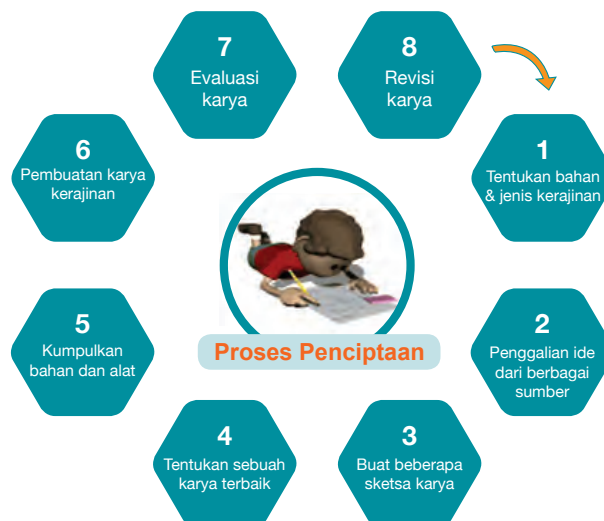 7
Evaluasi
karya
8
Revisi
karya
6
Pembuatan karya
kerajinan
1
Tentukan bahan
& jenis kerajinan
5
Kumpulkan
bahan dan alat
Proses Penciptaan
2
Penggalian ide
dari berbagai
sumber
4
Tentukan sebuah
karya terbaik
3
Buat beberapa
sketsa karya